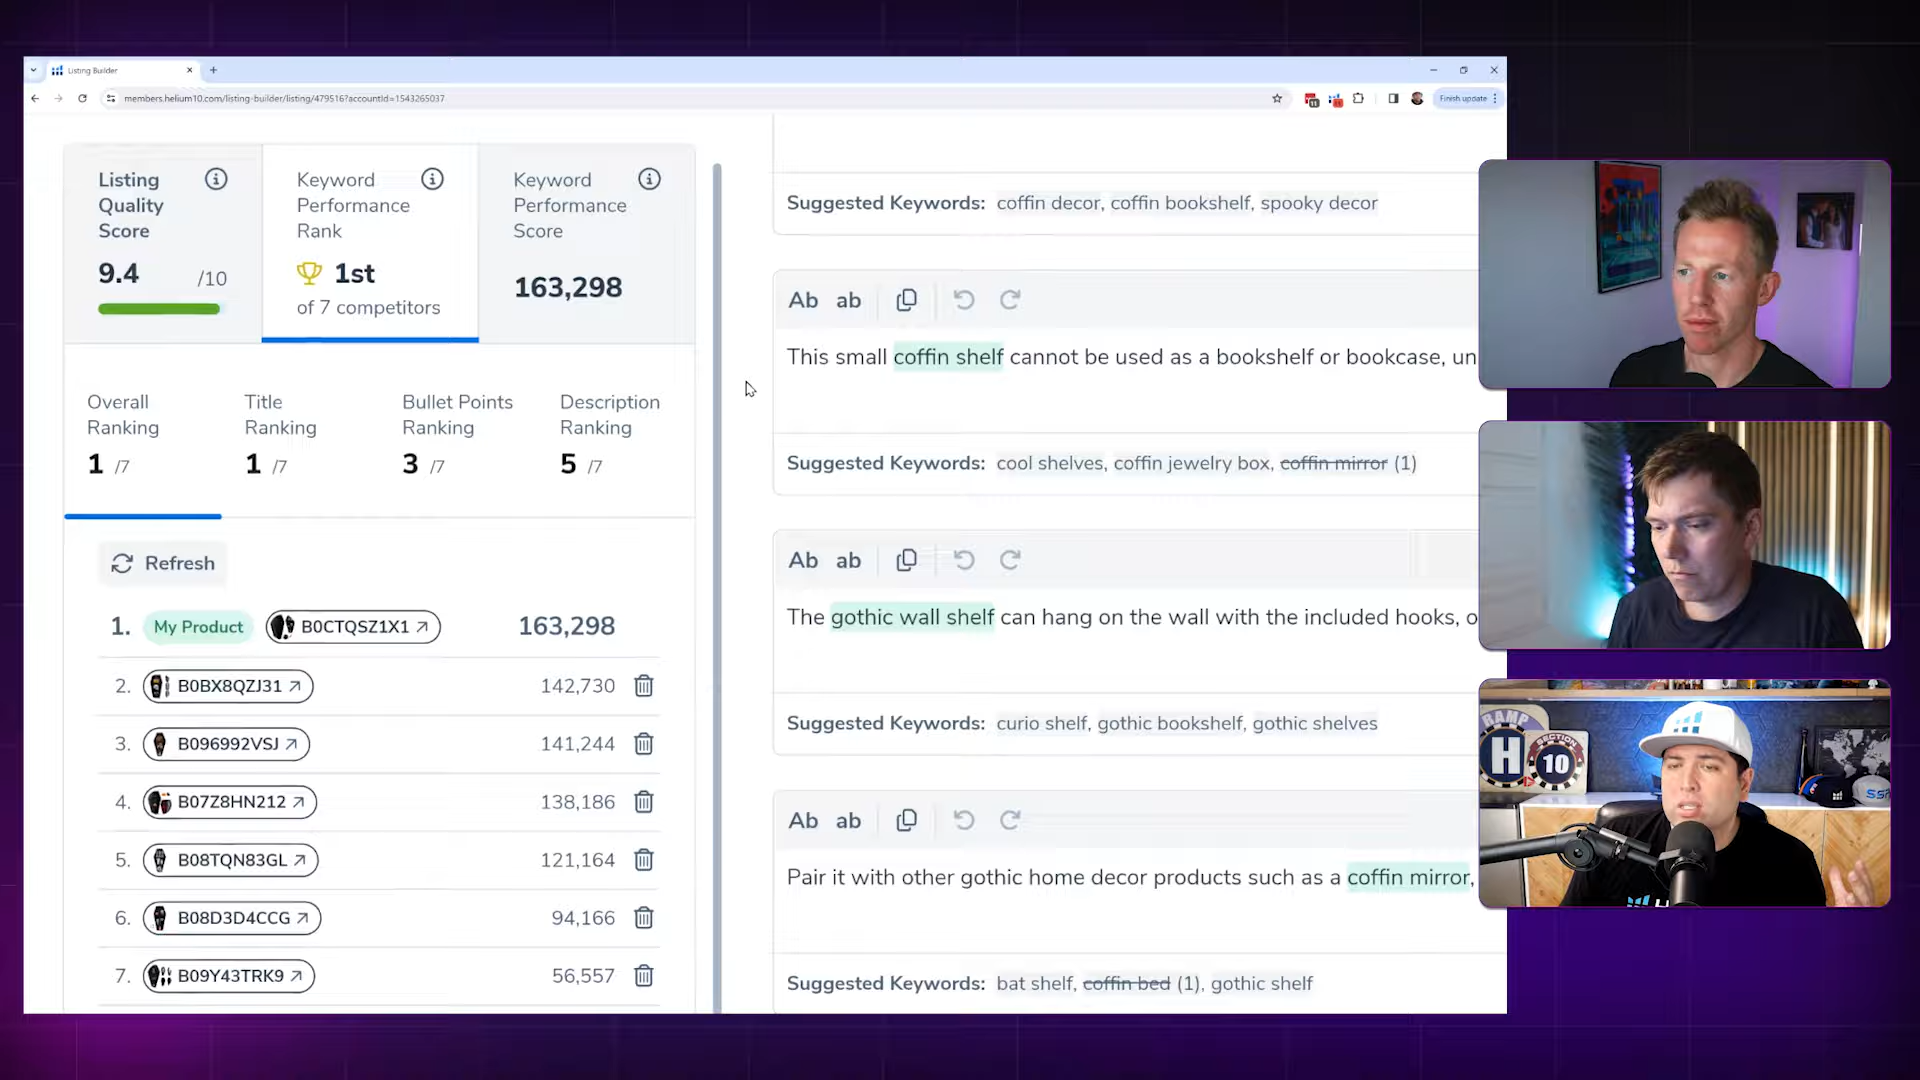 Listing Builder
members.helium10.com/listing-builder/listing/479516?accountId=1543265037
Finish update
Listing
Quality
Score
9.4 /10
Keyword
Performance
Rank
1st
of 7 competitors
Keyword
Performance
Score
163,298
Overall
Ranking
1 /7
Title
Ranking
1 /7
Bullet Points
Ranking
3 /7
Description
Ranking
5 /7
Refresh
1. My Product B0CTQSZ1X1 163,298
2. B0BX8QZJ31 142,730
3. B096992VSJ 141,244
4. B07Z8HN212 138,186
5. B08TQN83GL 121,164
6. B08D3D4CCG 94,166
7. B09Y43TRK9 56,557
Suggested Keywords: coffin decor, coffin bookshelf, spooky decor
Ab ab
This small coffin shelf cannot be used as a bookshelf or bookcase, un
Suggested Keywords: cool shelves, coffin jewelry box, coffin mirror (1)
Ab ab
The gothic wall shelf can hang on the wall with the included hooks, o
Suggested Keywords: curio shelf, gothic bookshelf, gothic shelves
Ab ab
Pair it with other gothic home decor products such as a coffin mirror,
Suggested Keywords: bat shelf, coffin bed (1), gothic shelf
RAMP
H
SECTION
10
SSP
H